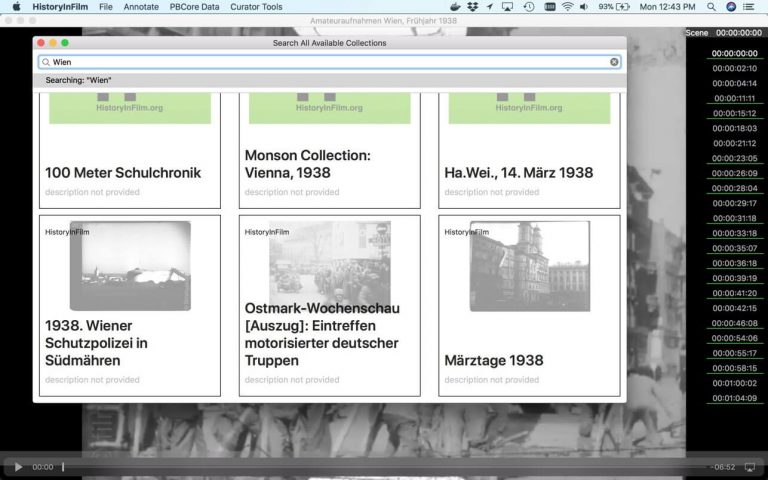 HistoryInFilm File Annotate PBCore Data Curator Tools 93% Mon 12:43 PM
Amateuraufnahmen Wien, Frühjahr 1938
Scene 00:00:00:00
Search All Available Collections
Wien
Searching: "Wien"
HistoryInFilm.org
HistoryInFilm.org
HistoryInFilm.org
100 Meter Schulchronik
description not provided
Monson Collection:
Vienna, 1938
description not provided
Ha.Wei., 14. März 1938
description not provided
HistoryInFilm
1938. Wiener
Schutzpolizei in
Südmähren
description not provided
HistoryInFilm
Ostmark-Wochenschau
[Auszug]: Eintreffen
motorisierter deutscher
Truppen
description not provided
HistoryInFilm
Märztage 1938
description not provided
00:00:00:00
00:00:02:10
00:00:04:14
00:00:11:11
00:00:15:12
00:00:18:03
00:00:21:12
00:00:23:05
00:00:26:09
00:00:28:04
00:00:29:17
00:00:31:18
00:00:33:18
00:00:35:07
00:00:36:18
00:00:39:19
00:00:41:20
00:00:42:15
00:00:46:08
00:00:54:06
00:00:55:17
00:00:58:15
00:01:00:02
00:01:04:09
00:00
-06:52